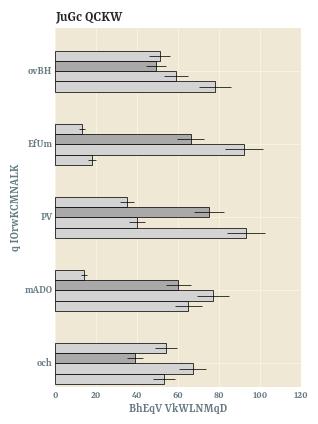 JuGc QCKW
ovBH
EfUm
PV
mADO
och
q IOrwKCMNALK
0 20 40 60 80 100 120
BhEqV VkWLNMqD